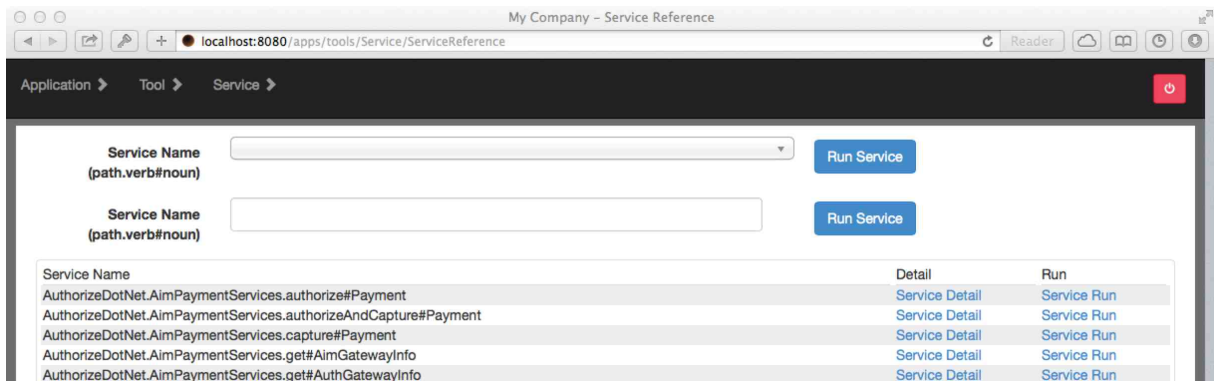 My Company – Service Reference
localhost:8080/apps/tools/Service/ServiceReference
Reader
Application Tool Service
Service Name
(path.verb#noun)
Run Service
Service Name
(path.verb#noun)
Run Service
Service Name Detail Run
AuthorizeDotNet.AimPaymentServices.authorize#Payment Service Detail Service Run
AuthorizeDotNet.AimPaymentServices.authorizeAndCapture#Payment Service Detail Service Run
AuthorizeDotNet.AimPaymentServices.capture#Payment Service Detail Service Run
AuthorizeDotNet.AimPaymentServices.get#AimGatewayInfo Service Detail Service Run
AuthorizeDotNet.AimPaymentServices.get#AuthGatewayInfo Service Detail Service Run